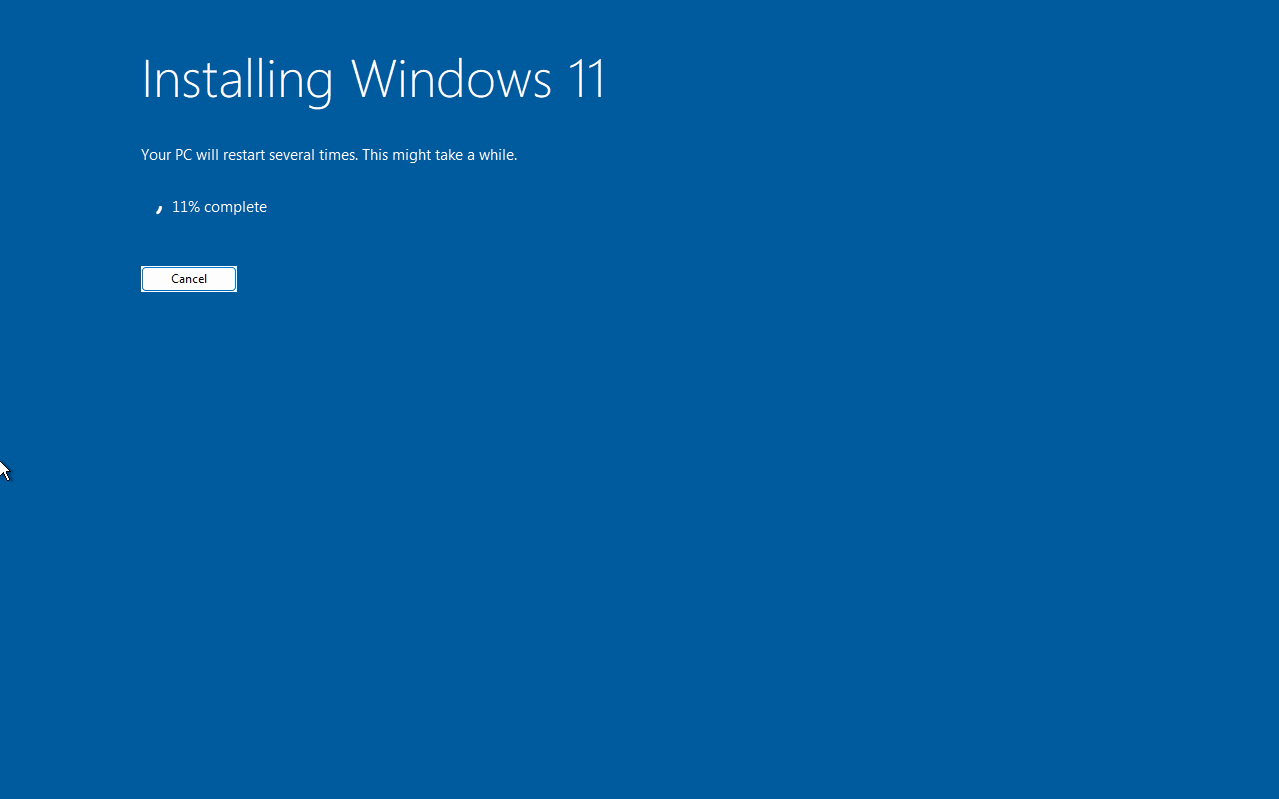 Installing Windows 11
Your PC will restart several times. This might take a while.
11% complete
Cancel